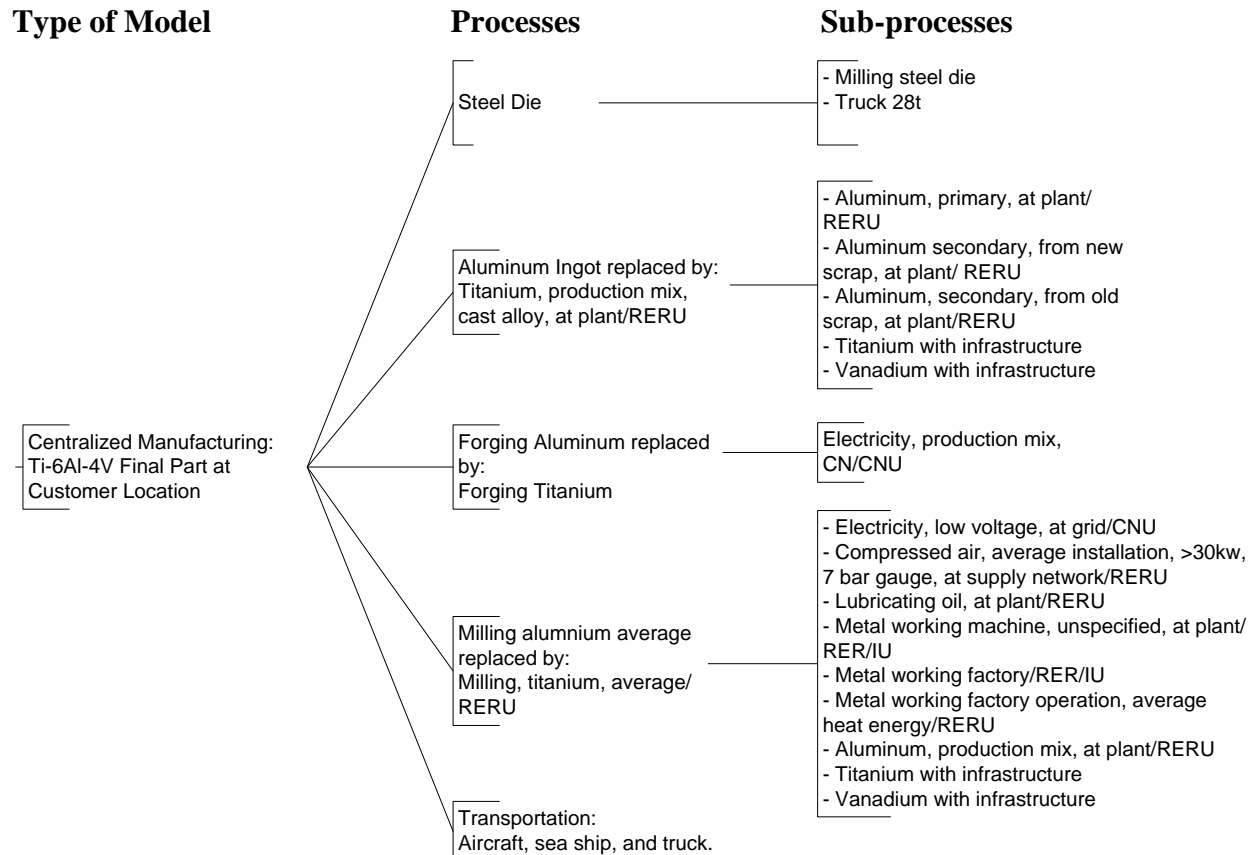 Type of Model
Processes
Sub-processes
Steel Die
- Milling steel die
- Truck 28t
Aluminum Ingot replaced by:
Titanium, production mix,
cast alloy, at plant/RERU
- Aluminum, primary, at plant/
RERU
- Aluminum secondary, from new
scrap, at plant/ RERU
- Aluminum, secondary, from old
scrap, at plant/RERU
- Titanium with infrastructure
- Vanadium with infrastructure
Centralized Manufacturing:
Ti-6Al-4V Final Part at
Customer Location
Forging Aluminum replaced
by:
Forging Titanium
Electricity, production mix,
CN/CNU
Milling alumnium average
replaced by:
Milling, titanium, average/
RERU
- Electricity, low voltage, at grid/CNU
- Compressed air, average installation, >30kw,
7 bar gauge, at supply network/RERU
- Lubricating oil, at plant/RERU
- Metal working machine, unspecified, at plant/
RER/IU
- Metal working factory/RER/IU
- Metal working factory operation, average
heat energy/RERU
- Aluminum, production mix, at plant/RERU
- Titanium with infrastructure
- Vanadium with infrastructure
Transportation:
Aircraft, sea ship, and truck.